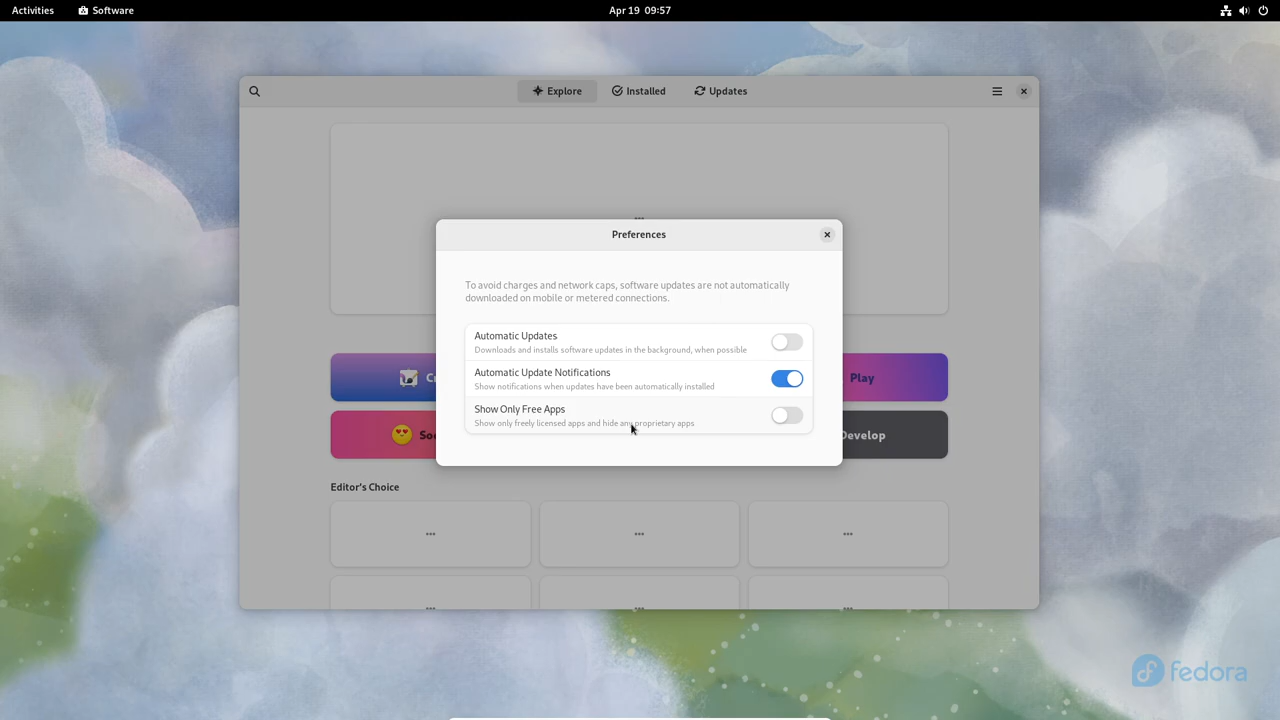 Activities
Software
Apr 19 09:57
Explore
Installed
Updates
Preferences
To avoid charges and network caps, software updates are not automatically
downloaded on mobile or metered connections.
Automatic Updates
Downloads and installs software updates in the background, when possible
Automatic Update Notifications
Show notifications when updates have been automatically installed
Show Only Free Apps
Show only freely licensed apps and hide any proprietary apps
Play
Develop
Editor's Choice
fedora